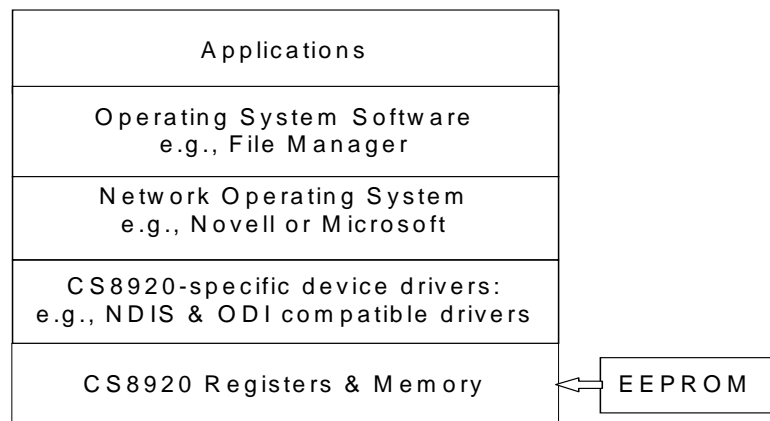 Applications
Operating System Software
e.g., File Manager
Network Operating System
e.g., Novell or Microsoft
CS8920-specific device drivers:
e.g., NDIS & ODI compatible drivers
CS8920 Registers & Memory
EEPROM